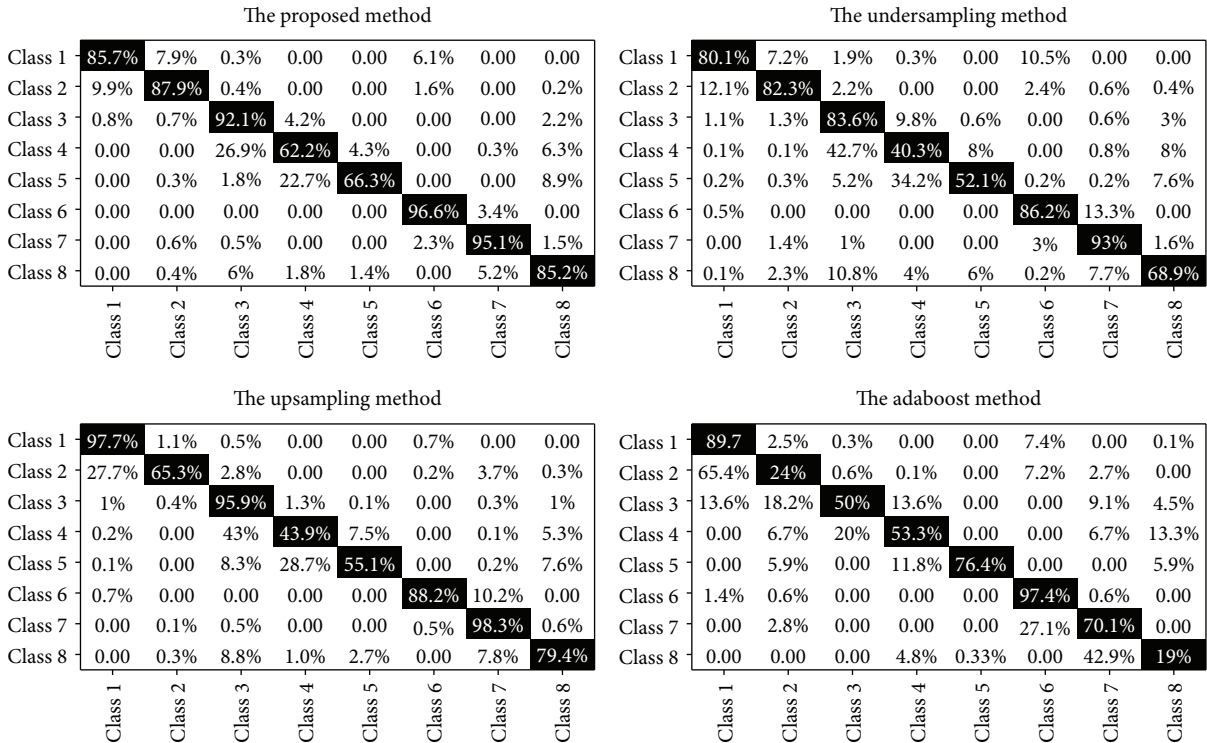 The proposed method
Class 1 85.7% 7.9% 0.3% 0.00 0.00 6.1% 0.00 0.00
Class 2 9.9% 87.9% 0.4% 0.00 0.00 1.6% 0.00 0.2%
Class 3 0.8% 0.7% 92.1% 4.2% 0.00 0.00 0.00 2.2%
Class 4 0.00 0.00 26.9% 62.2% 4.3% 0.00 0.3% 6.3%
Class 5 0.00 0.3% 1.8% 22.7% 66.3% 0.00 0.00 8.9%
Class 6 0.00 0.00 0.00 0.00 0.00 96.6% 3.4% 0.00
Class 7 0.00 0.6% 0.5% 0.00 0.00 2.3% 95.1% 1.5%
Class 8 0.00 0.4% 6% 1.8% 1.4% 0.00 5.2% 85.2%
Class 1 Class 2 Class 3 Class 4 Class 5 Class 6 Class 7 Class 8
The undersampling method
Class 1 80.1% 7.2% 1.9% 0.3% 0.00 10.5% 0.00 0.00
Class 2 12.1% 82.3% 2.2% 0.00 0.00 2.4% 0.6% 0.4%
Class 3 1.1% 1.3% 83.6% 9.8% 0.6% 0.00 0.6% 3%
Class 4 0.1% 0.1% 42.7% 40.3% 8% 0.00 0.8% 8%
Class 5 0.2% 0.3% 5.2% 34.2% 52.1% 0.2% 0.2% 7.6%
Class 6 0.5% 0.00 0.00 0.00 0.00 86.2% 13.3% 0.00
Class 7 0.00 1.4% 1% 0.00 0.00 3% 93% 1.6%
Class 8 0.1% 2.3% 10.8% 4% 6% 0.2% 7.7% 68.9%
Class 1 Class 2 Class 3 Class 4 Class 5 Class 6 Class 7 Class 8
The upsampling method
Class 1 97.7% 1.1% 0.5% 0.00 0.00 0.7% 0.00 0.00
Class 2 27.7% 65.3% 2.8% 0.00 0.00 0.2% 3.7% 0.3%
Class 3 1% 0.4% 95.9% 1.3% 0.1% 0.00 0.3% 1%
Class 4 0.2% 0.00 43% 43.9% 7.5% 0.00 0.1% 5.3%
Class 5 0.1% 0.00 8.3% 28.7% 55.1% 0.00 0.2% 7.6%
Class 6 0.7% 0.00 0.00 0.00 0.00 88.2% 10.2% 0.00
Class 7 0.00 0.1% 0.5% 0.00 0.00 0.5% 98.3% 0.6%
Class 8 0.00 0.3% 8.8% 1.0% 2.7% 0.00 7.8% 79.4%
Class 1 Class 2 Class 3 Class 4 Class 5 Class 6 Class 7 Class 8
The adaboost method
Class 1 89.7 2.5% 0.3% 0.00 0.00 7.4% 0.00 0.1%
Class 2 65.4% 24% 0.6% 0.1% 0.00 7.2% 2.7% 0.00
Class 3 13.6% 18.2% 50% 13.6% 0.00 0.00 9.1% 4.5%
Class 4 0.00 6.7% 20% 53.3% 0.00 0.00 6.7% 13.3%
Class 5 0.00 5.9% 0.00 11.8% 76.4% 0.00 0.00 5.9%
Class 6 1.4% 0.6% 0.00 0.00 0.00 97.4% 0.6% 0.00
Class 7 0.00 2.8% 0.00 0.00 0.00 27.1% 70.1% 0.00
Class 8 0.00 0.00 0.00 4.8% 0.33% 0.00 42.9% 19%
Class 1 Class 2 Class 3 Class 4 Class 5 Class 6 Class 7 Class 8